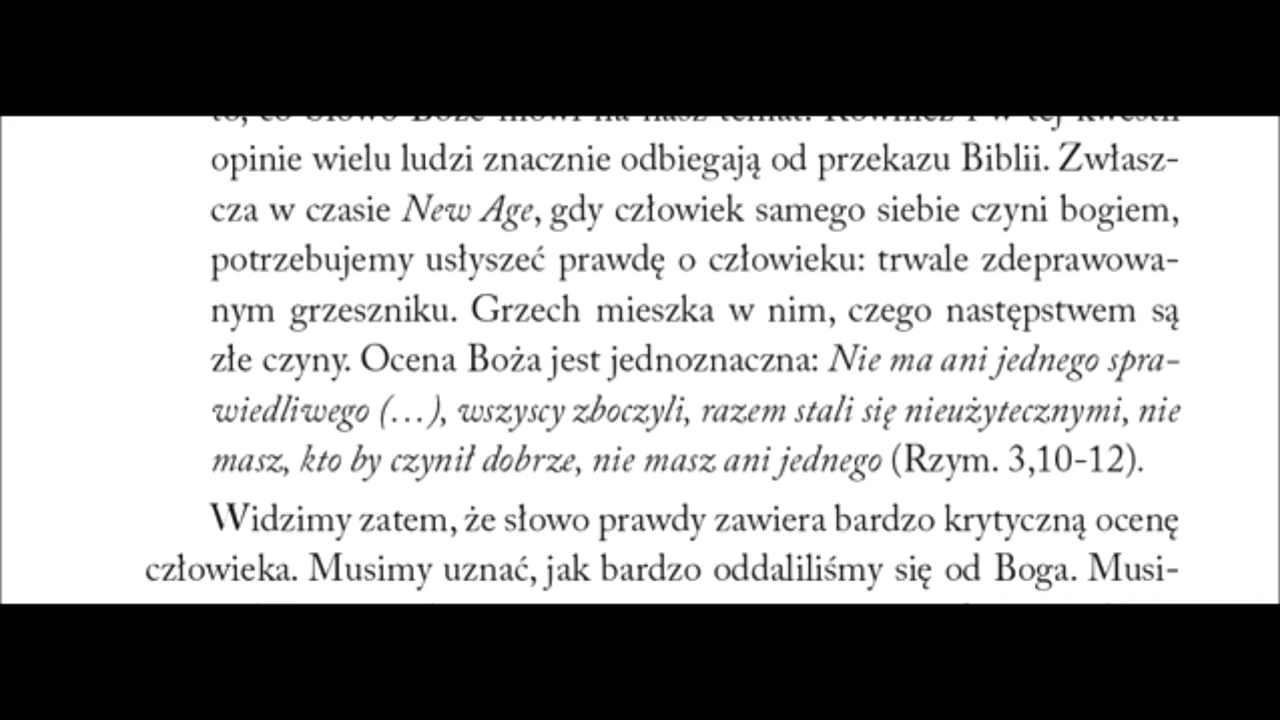 opinie wielu ludzi znacznie odbiegają od przekazu Biblii. Zwłasz-
cza w czasie New Age, gdy człowiek samego siebie czyni bogiem,
potrzebujemy usłyszeć prawdę o człowieku: trwale zdeprawowa-
nym grzeszniku. Grzech mieszka w nim, czego następstwem są
złe czyny. Ocena Boża jest jednoznaczna: Nie ma ani jednego spra-
wiedliwego (…), wszyscy zboczyli, razem stali się nieużytecznymi, nie
masz, kto by czynił dobrze, nie masz ani jednego (Rzym. 3,10-12).
Widzimy zatem, że słowo prawdy zawiera bardzo krytyczną ocenę
człowieka. Musimy uznać, jak bardzo oddaliliśmy się od Boga. Musi-